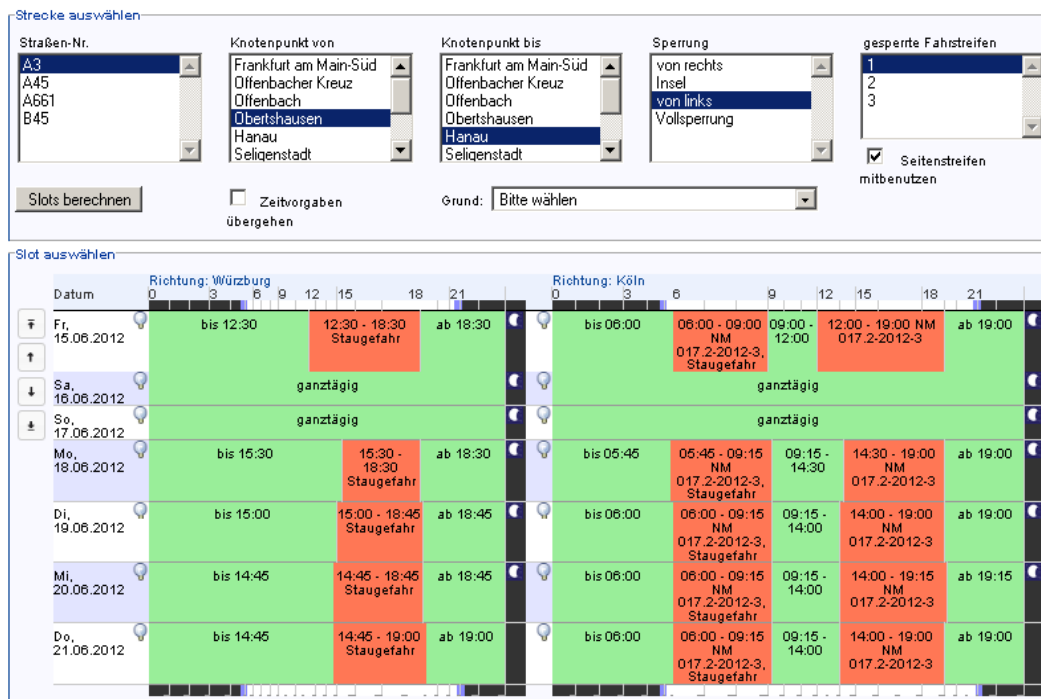 Strecke auswählen
Straßen-Nr.
A3
A45
A661
B45
Knotenpunkt von
Frankfurt am Main-Süd
Offenbacher Kreuz
Offenbach
Obertshausen
Hanau
Seligenstadt
Knotenpunkt bis
Frankfurt am Main-Süd
Offenbacher Kreuz
Offenbach
Obertshausen
Hanau
Seligenstadt
Sperrung
von rechts
Insel
von links
Vollsperrung
gesperrte Fahrstreifen
1
2
3
Seitenstreifen
mitbenutzen
Slots berechnen
Zeitvorgaben
übergehen
Grund: Bitte wählen
Slot auswählen
Datum
Richtung: Würzburg
0 3 6 9 12 15 18 21
Richtung: Köln
0 3 6 9 12 15 18 21
Fr,
15.06.2012
bis 12:30
12:30 - 18:30
Staugefahr
ab 18:30
bis 06:00
06:00 - 09:00
NM
017.2-2012-3,
Staugefahr
09:00 -
12:00
12:00 - 19:00 NM
017.2-2012-3
ab 19:00
Sa,
16.06.2012
ganztägig
ganztägig
So,
17.06.2012
ganztägig
ganztägig
Mo,
18.06.2012
bis 15:30
15:30 -
18:30
Staugefahr
ab 18:30
bis 05:45
05:45 - 09:15
NM
017.2-2012-3,
Staugefahr
09:15 -
14:30
14:30 - 19:00
NM
017.2-2012-3
ab 19:00
Di,
19.06.2012
bis 15:00
15:00 - 18:45
Staugefahr
ab 18:45
bis 06:00
06:00 - 09:15
NM
017.2-2012-3,
Staugefahr
09:15 -
14:00
14:00 - 19:00
NM
017.2-2012-3
ab 19:00
Mi,
20.06.2012
bis 14:45
14:45 - 18:45
Staugefahr
ab 18:45
bis 06:00
06:00 - 09:15
NM
017.2-2012-3,
Staugefahr
09:15 -
14:00
14:00 - 19:15
NM
017.2-2012-3
ab 19:15
Do,
21.06.2012
bis 14:45
14:45 - 19:00
Staugefahr
ab 19:00
bis 06:00
06:00 - 09:15
NM
017.2-2012-3,
Staugefahr
09:15 -
14:00
14:00 - 19:00
NM
017.2-2012-3
ab 19:00